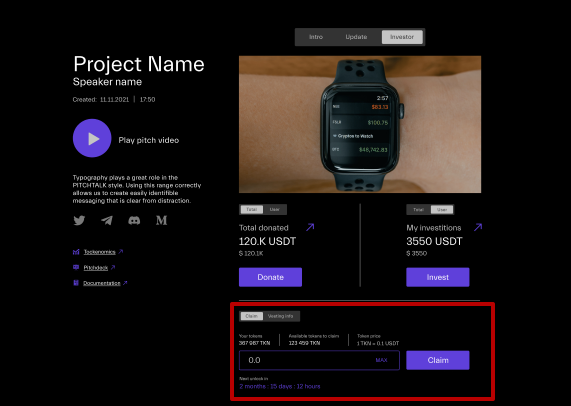 Intro Update Investor
Project Name
Speaker name
Created: 11.11.2021 | 17:50
Play pitch video
Typography plays a great role in the
PITCHTALK style. Using this range correctly
allows us to create easily identifible
messaging that is clear from distraction.
Tockenomics
Pitchdack
Documentation
2:57
$63.13
$100.75
Cryptos to Watch
$48,742.83
Total User
Total donated
120.K USDT
$ 120.1K
Donate
Total User
My investitions
3550 USDT
$ 3550
Invest
Claim Vesting info
Your tokens
367 987 TKN
Available tokens to claim
123 459 TKN
Token price
1 TKN = 0.1 USDT
0,0 MAX
Claim
Next unlock in
2 months : 15 days : 12 hours